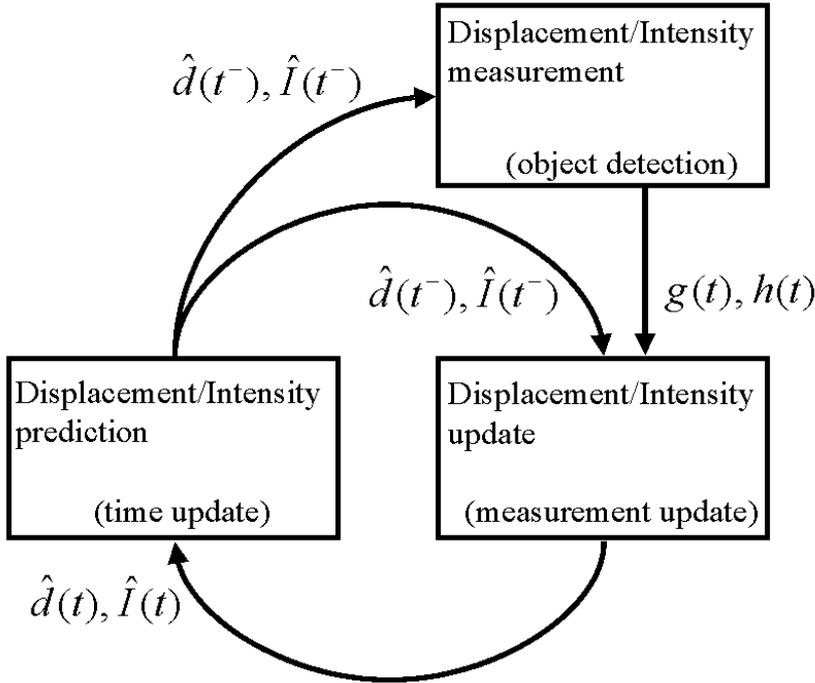 Displacement/Intensity
measurement
(object detection)
d̂(t⁻), Î(t⁻)
d̂(t⁻), Î(t⁻)
g(t), h(t)
Displacement/Intensity
prediction
(time update)
Displacement/Intensity
update
(measurement update)
d̂(t), Î(t)